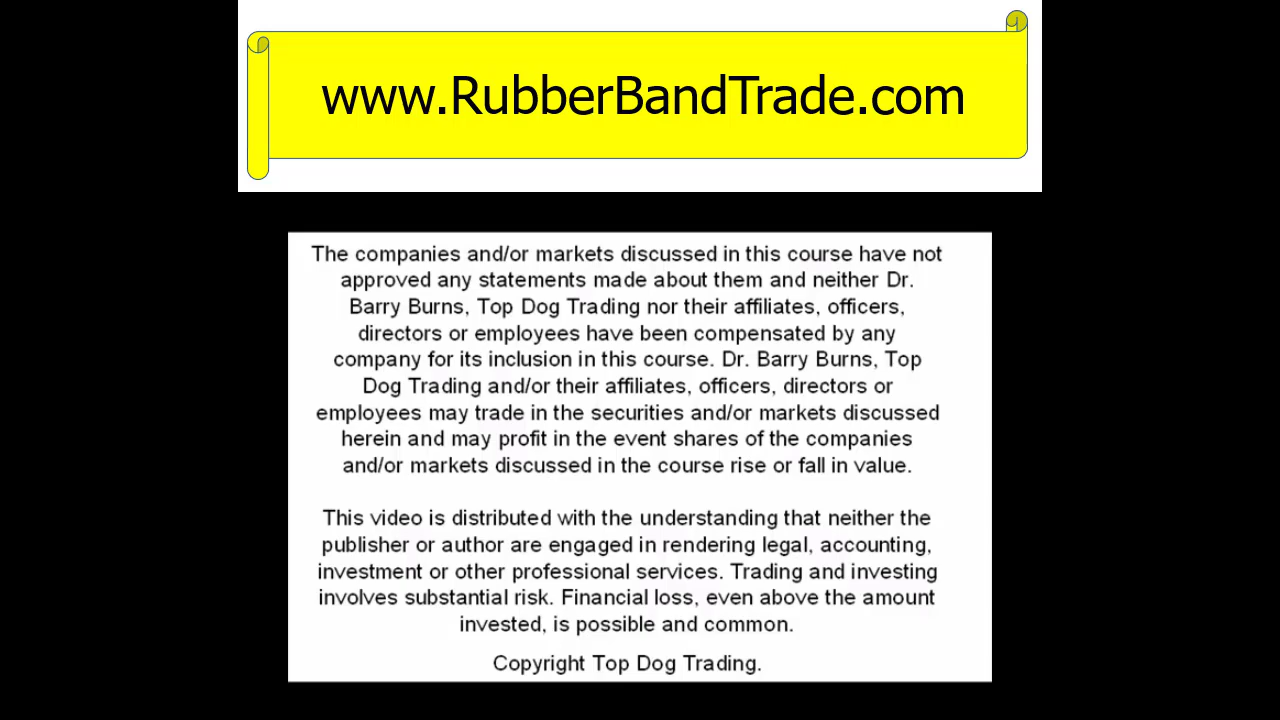 www.RubberBandTrade.com
The companies and/or markets discussed in this course have not
approved any statements made about them and neither Dr.
Barry Burns, Top Dog Trading nor their affiliates, officers,
directors or employees have been compensated by any
company for its inclusion in this course. Dr. Barry Burns, Top
Dog Trading and/or their affiliates, officers, directors or
employees may trade in the securities and/or markets discussed
herein and may profit in the event shares of the companies
and/or markets discussed in the course rise or fall in value.
This video is distributed with the understanding that neither the
publisher or author are engaged in rendering legal, accounting,
investment or other professional services. Trading and investing
involves substantial risk. Financial loss, even above the amount
invested, is possible and common.
Copyright Top Dog Trading.